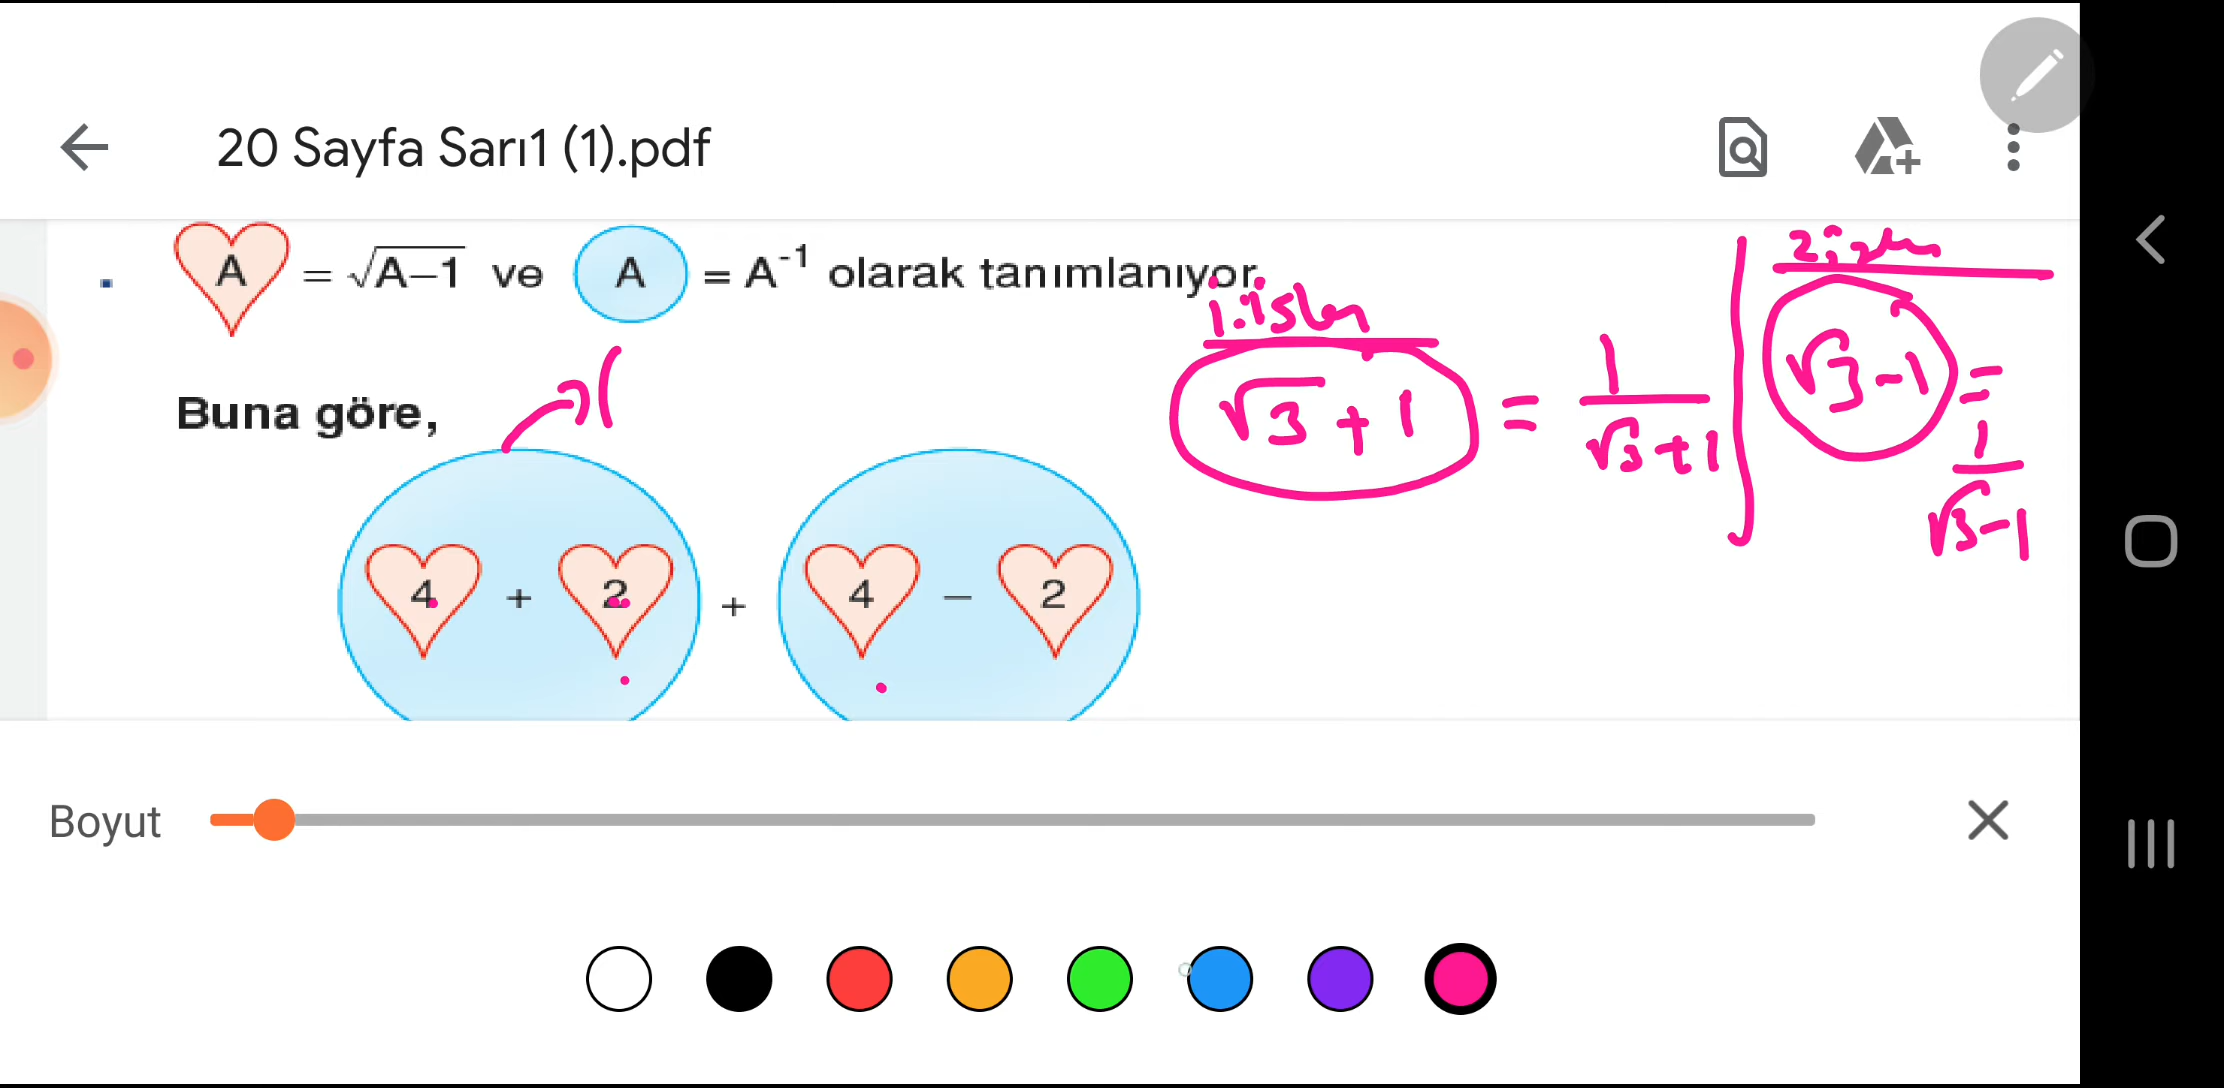 20 Sayfa Sarı1 (1).pdf
A = √A−1 ve A = A⁻¹ olarak tanımlanıyor.
Buna göre,
4 + 2 + 4 − 2
1. işlem
√3 + 1 = 1/√3+1
2. işlem
√3−1 = 1/√3−1
Boyut